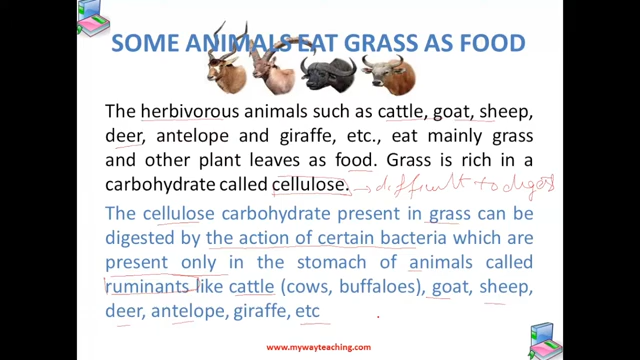 SOME ANIMALS EAT GRASS AS FOOD
The herbivorous animals such as cattle, goat, sheep,
deer, antelope and giraffe, etc., eat mainly grass
and other plant leaves as food. Grass is rich in a
carbohydrate called cellulose. → difficult to digest
The cellulose carbohydrate present in grass can be
digested by the action of certain bacteria which are
present only in the stomach of animals called
ruminants like cattle (cows, buffaloes), goat, sheep,
deer, antelope, giraffe, etc
www.mywayteaching.com